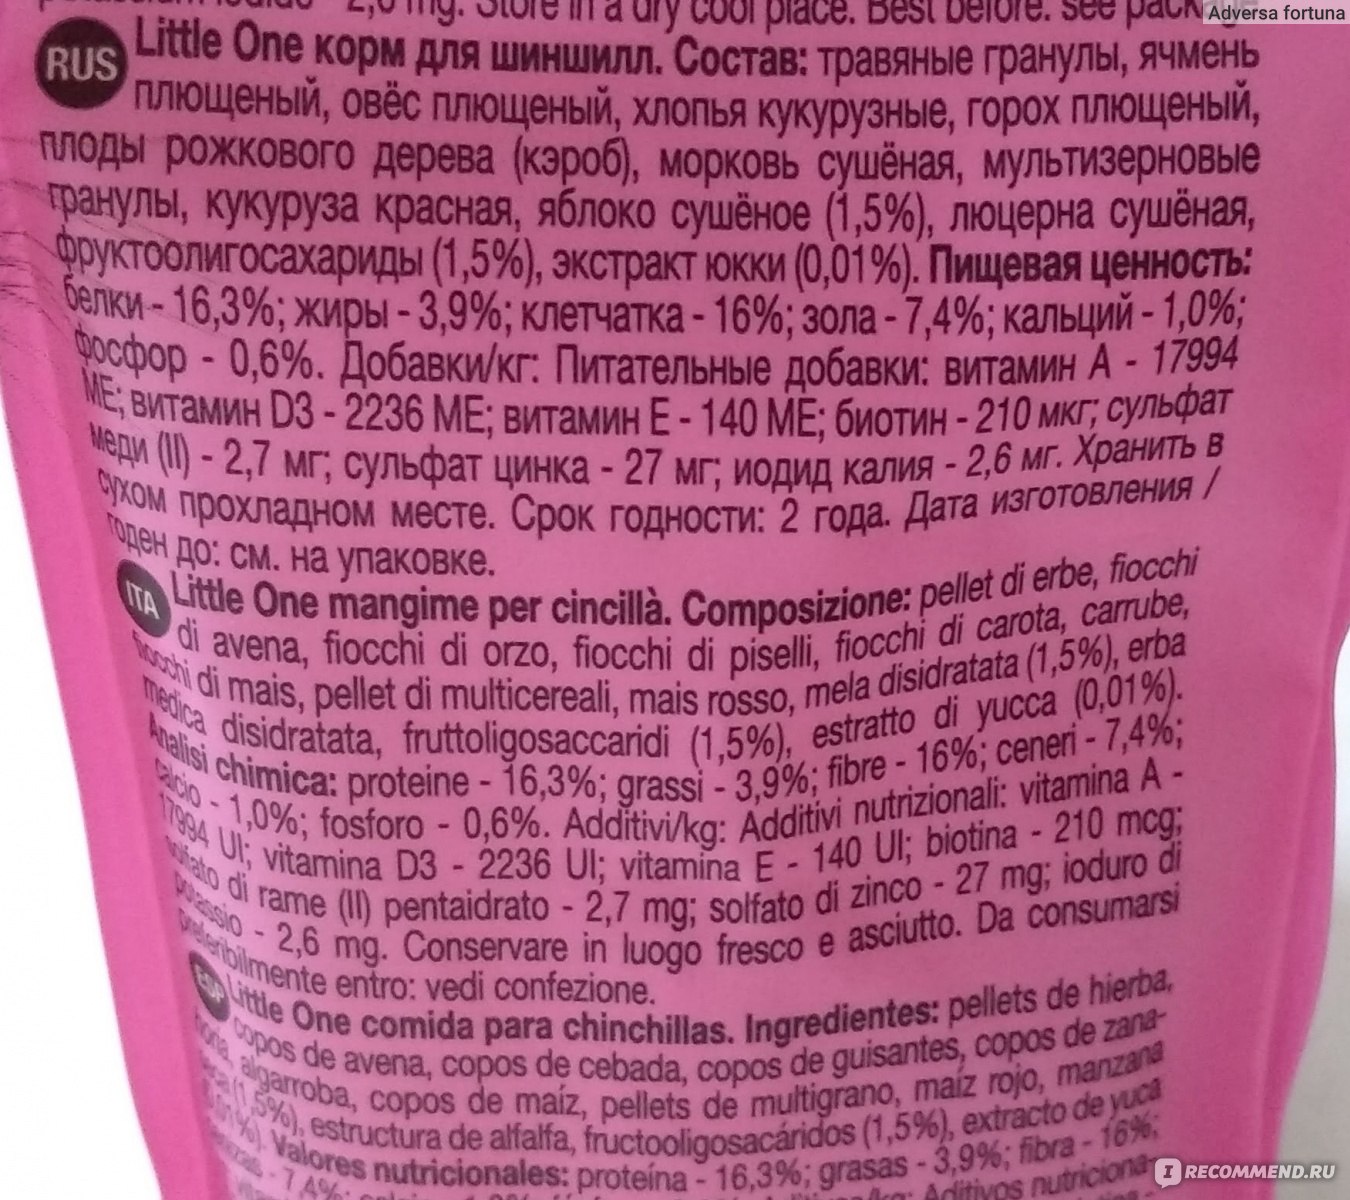 2,6 mg. Store in a dry cool place. Best before: see package
Adversa fortuna
RUS Little One корм для шиншилл. Состав: травяные гранулы, ячмень
плющеный, овёс плющеный, хлопья кукурузные, горох плющеный,
плоды рожкового дерева (кэроб), морковь сушёная, мультизерновые
гранулы, кукуруза красная, яблоко сушёное (1,5%), люцерна сушёная,
фруктоолигосахариды (1,5%), экстракт юкки (0,01%). Пищевая ценность:
белки - 16,3%; жиры - 3,9%; клетчатка - 16%; зола - 7,4%; кальций - 1,0%;
фосфор - 0,6%. Добавки/кг: Питательные добавки: витамин А - 17994
МЕ; витамин D3 - 2236 МЕ; витамин Е - 140 МЕ; биотин - 210 мкг; сульфат
меди (II) - 2,7 мг; сульфат цинка - 27 мг; иодид калия - 2,6 мг. Хранить в
сухом прохладном месте. Срок годности: 2 года. Дата изготовления /
годен до: см. на упаковке.
ITA Little One mangime per cincillà. Composizione: pellet di erbe, fiocchi
di avena, fiocchi di orzo, fiocchi di piselli, fiocchi di carota, carrube,
fiocchi di mais, pellet di multicereali, mais rosso, mela disidratata (1,5%), erba
medica disidratata, fruttoligosaccaridi (1,5%), estratto di yucca (0,01%).
Analisi chimica: proteine - 16,3%; grassi - 3,9%; fibre - 16%; ceneri - 7,4%;
calcio - 1,0%; fosforo - 0,6%. Additivi/kg: Additivi nutrizionali: vitamina A -
17994 UI; vitamina D3 - 2236 UI; vitamina E - 140 UI; biotina - 210 mcg;
solfato di rame (II) pentaidrato - 2,7 mg; solfato di zinco - 27 mg; ioduro di
potassio - 2,6 mg. Conservare in luogo fresco e asciutto. Da consumarsi
preferibilmente entro: vedi confezione.
Little One comida para chinchillas. Ingredientes: pellets de hierba,
copos de avena, copos de cebada, copos de guisantes, copos de zana-
horia, algarroba, copos de maíz, pellets de multigrano, maíz rojo, manzana
(1,5%), estructura de alfalfa, fructooligosacáridos (1,5%), extracto de yuca
(0,01%). Valores nutricionales: proteína - 16,3%; grasas - 3,9%; fibra - 16%;
- 7,4%; Aditivos nutriciona-
IRECOMMEND.RU